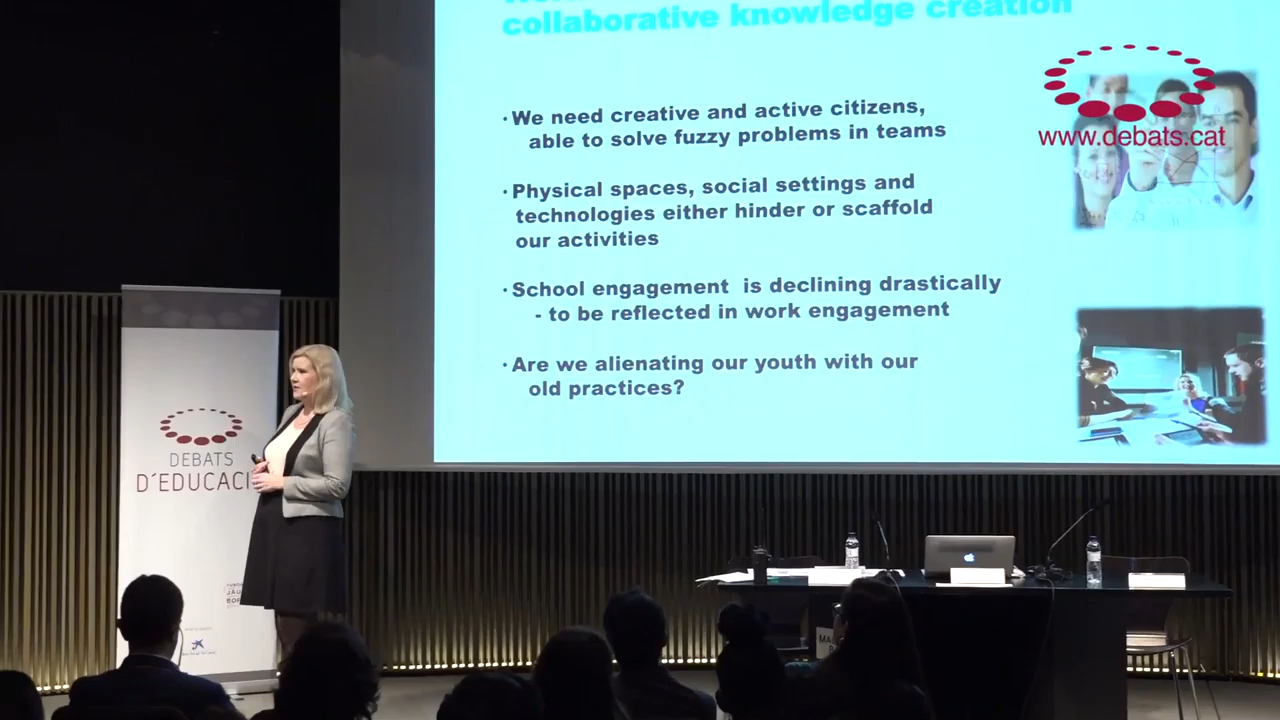 collaborative knowledge creation
· We need creative and active citizens,
able to solve fuzzy problems in teams
· Physical spaces, social settings and
technologies either hinder or scaffold
our activities
· School engagement is declining drastically
- to be reflected in work engagement
· Are we alienating our youth with our
old practices?
www.debats.cat
DEBATS
D´EDUCACI